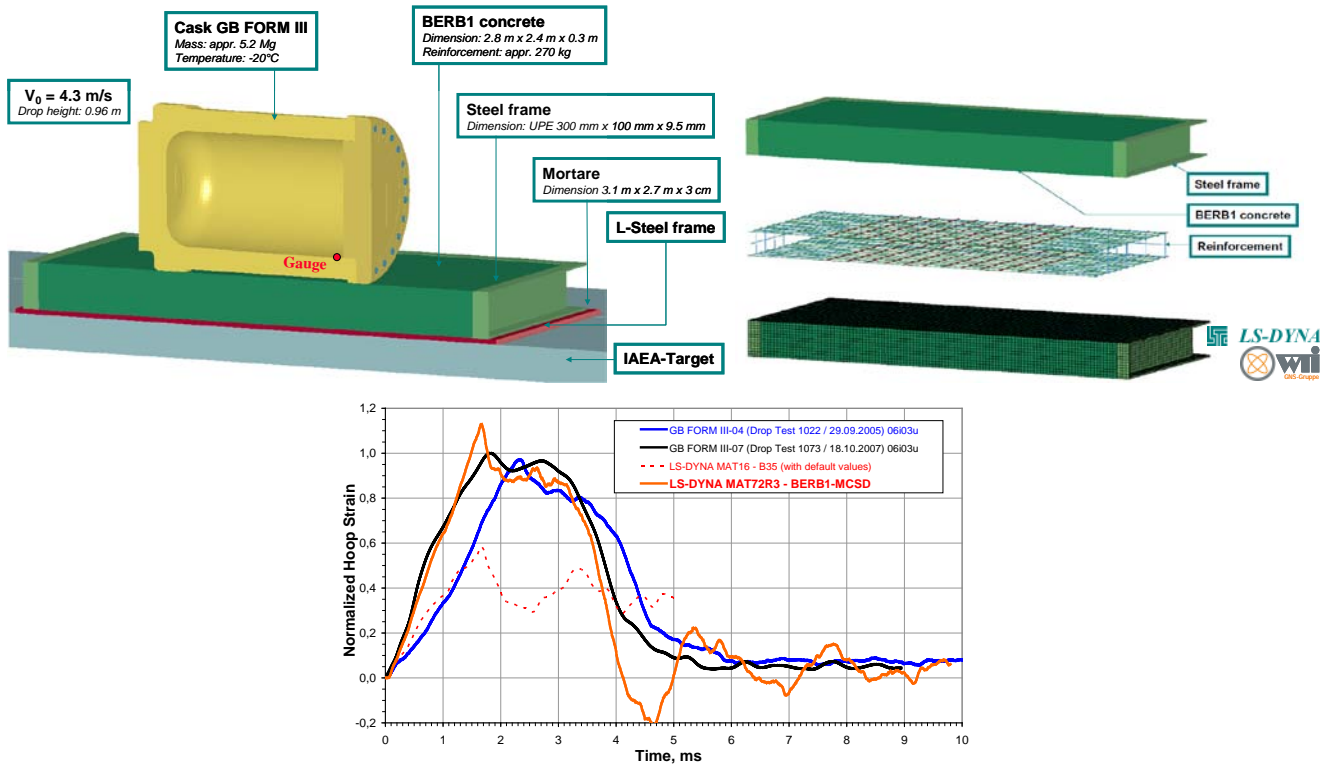 Cask GB FORM III
Mass: appr. 5.2 Mg
Temperature: -20°C
BERB1 concrete
Dimension: 2.8 m x 2.4 m x 0.3 m
Reinforcement: appr. 270 kg
V0 = 4.3 m/s
Drop height: 0.96 m
Steel frame
Dimension: UPE 300 mm x 100 mm x 9.5 mm
Mortare
Dimension 3.1 m x 2.7 m x 3 cm
L-Steel frame
Gauge
IAEA-Target
Steel frame
BERB1 concrete
Reinforcement
LS-DYNA
wti
GNS-Gruppe
Normalized Hoop Strain
1,2
1,0
0,8
0,6
0,4
0,2
0,0
-0,2
GB FORM III-04 (Drop Test 1022 / 29.09.2005) 06i03u
GB FORM III-07 (Drop Test 1073 / 18.10.2007) 06i03u
LS-DYNA MAT16 - B35 (with default values)
LS-DYNA MAT72R3 - BERB1-MCSD
0 1 2 3 4 5 6 7 8 9 10
Time, ms